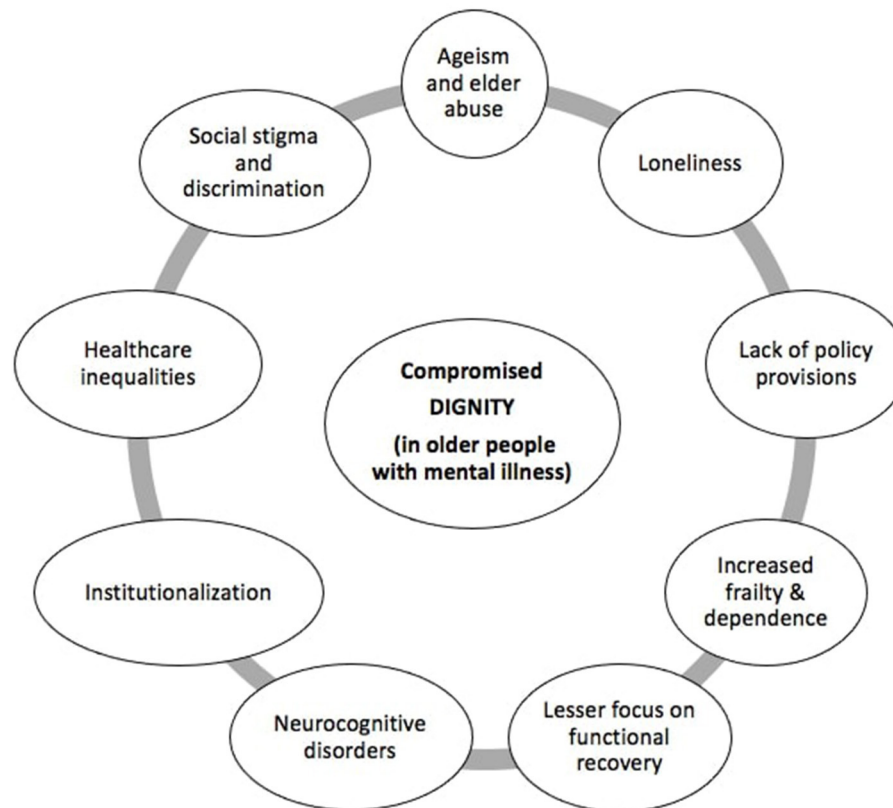 Ageism
and elder
abuse
Loneliness
Lack of policy
provisions
Increased
frailty &
dependence
Lesser focus on
functional
recovery
Neurocognitive
disorders
Institutionalization
Healthcare
inequalities
Social stigma
and
discrimination
Compromised
DIGNITY
(in older people
with mental illness)